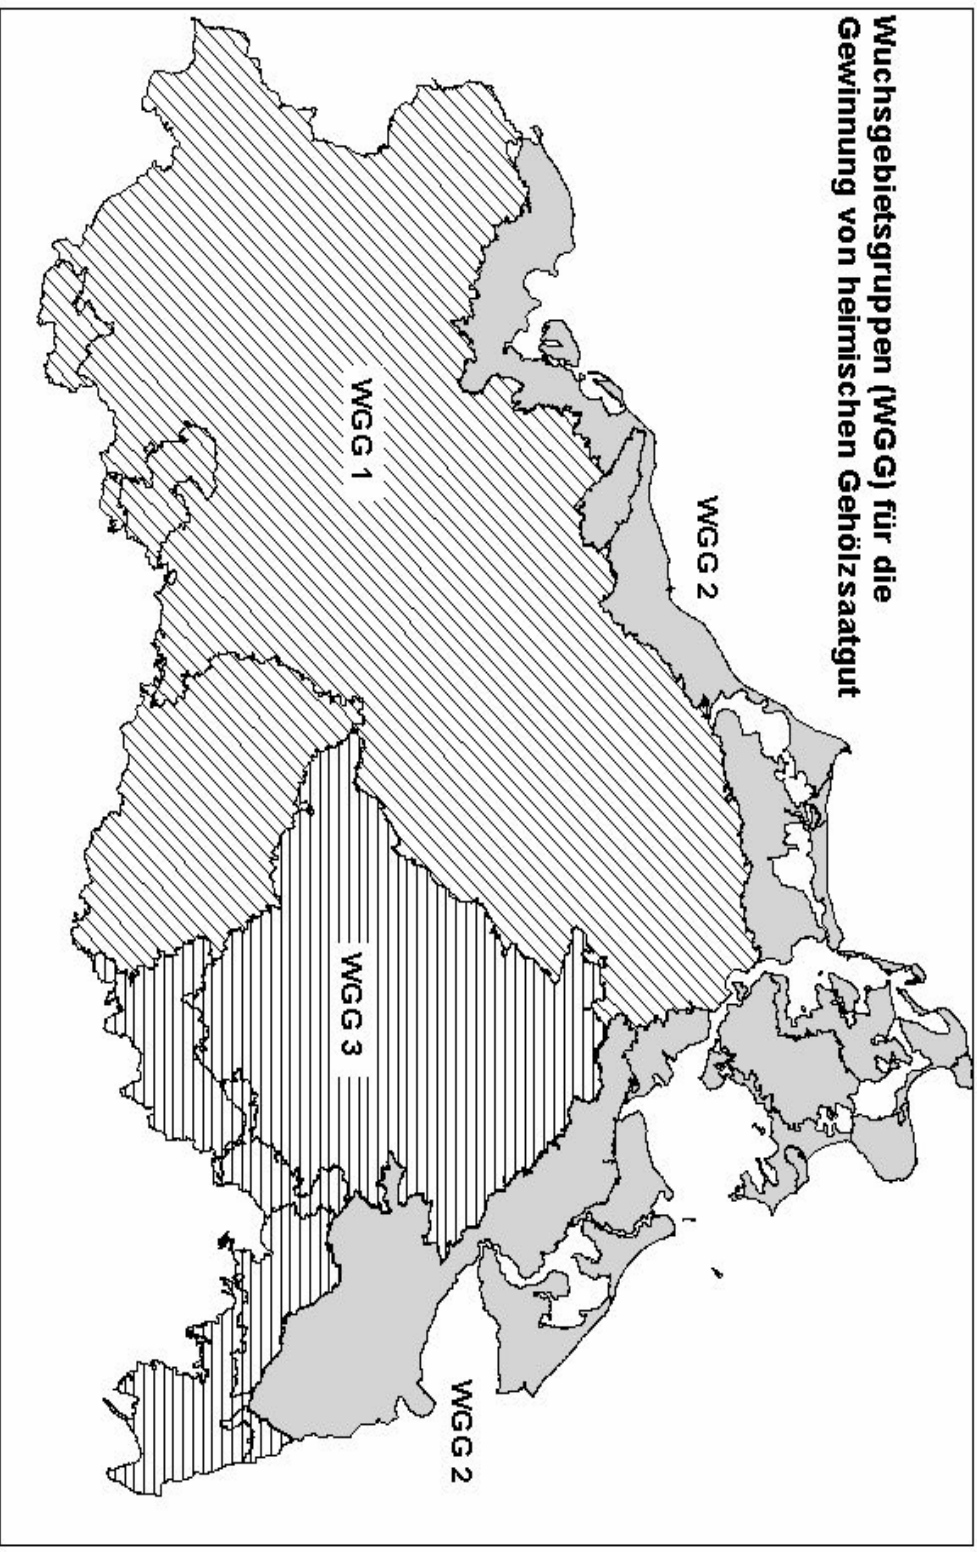 Wuchsgebietsgruppen (WGG) für die
Gewinnung von heimischen Gehölzsaatgut
WGG 2
WGG 1
WGG 3
WGG 2